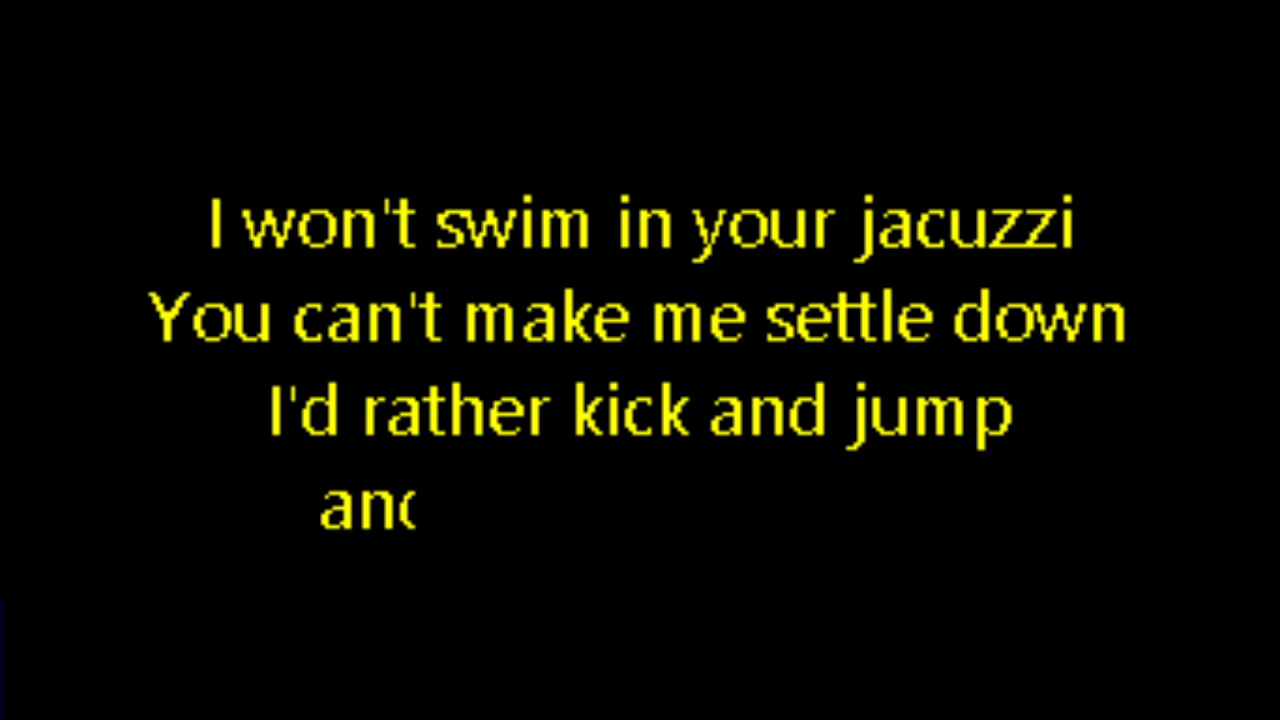 I won't swim in your jacuzzi
You can't make me settle down
I'd rather kick and jump